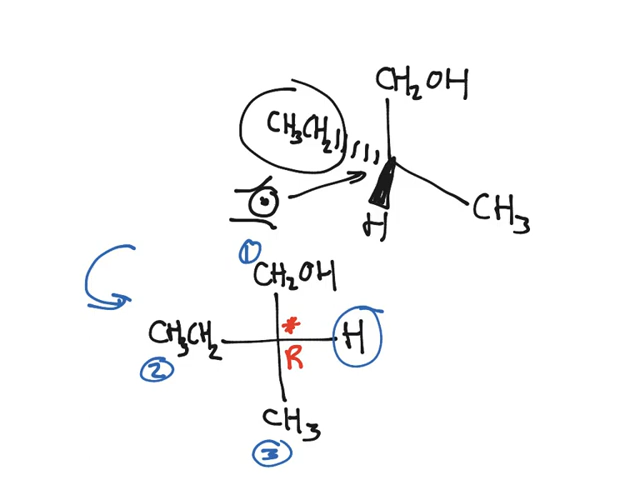 CH₂OH
CH₃CH₂
H
CH₃
①
CH₂OH
CH₃CH₂ * H
R
②
CH₃
③